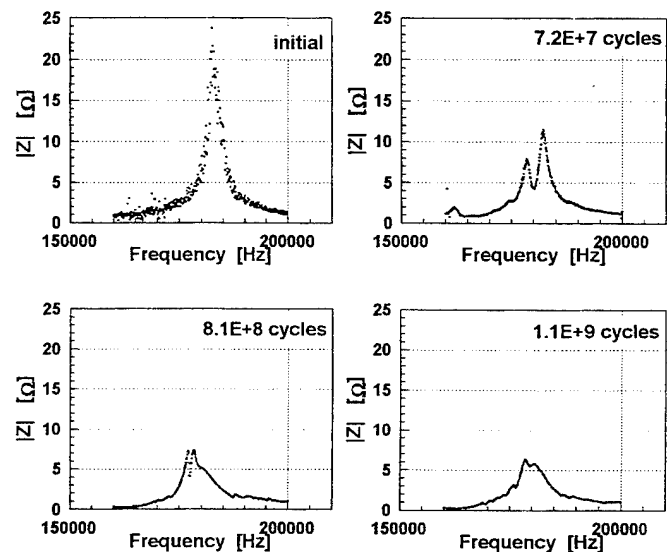 25
20
15
10
5
0
|Z| [Ω]
initial
150000
200000
Frequency [Hz]
25
20
15
10
5
0
|Z| [Ω]
7.2E+7 cycles
150000
200000
Frequency [Hz]
25
20
15
10
5
0
|Z| [Ω]
8.1E+8 cycles
150000
200000
Frequency [Hz]
25
20
15
10
5
0
|Z| [Ω]
1.1E+9 cycles
150000
200000
Frequency [Hz]